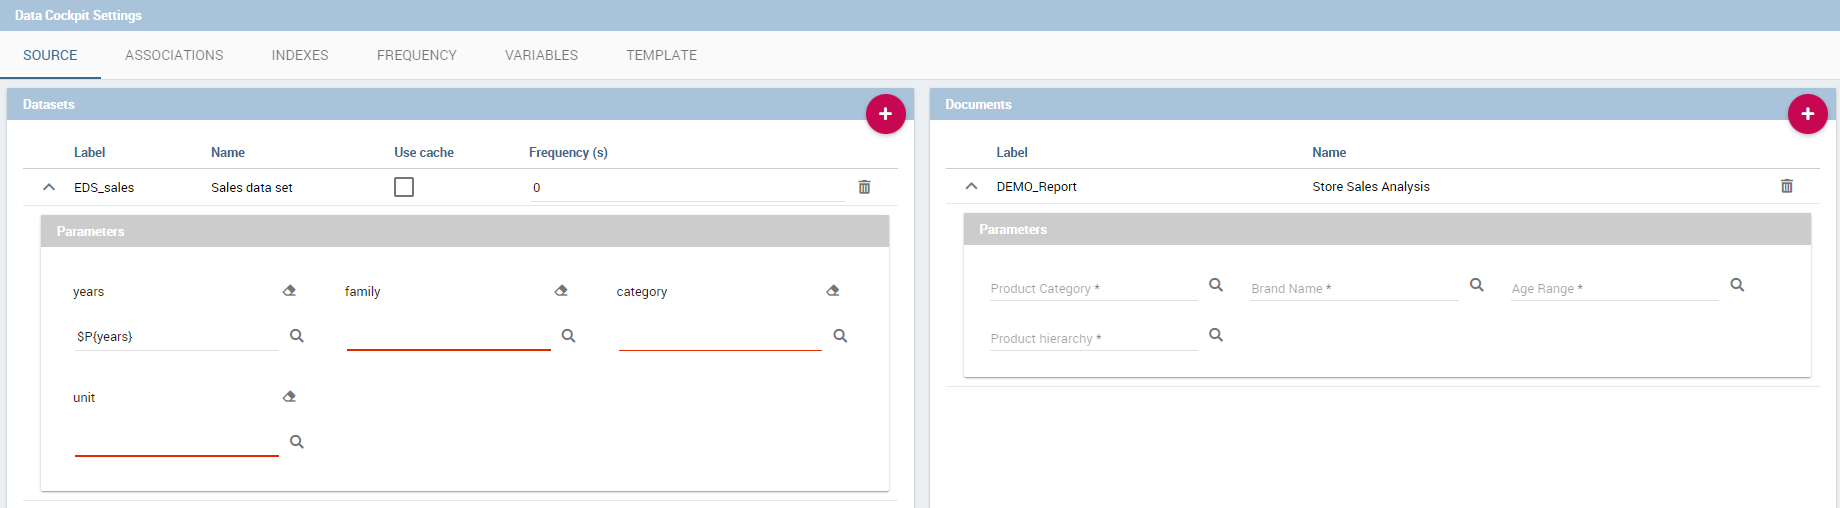 Data Cockpit Settings
SOURCE ASSOCIATIONS INDEXES FREQUENCY VARIABLES TEMPLATE
Datasets
Label Name Use cache Frequency (s)
EDS_sales Sales data set 0
Parameters
years family category
$P{years}
unit
Documents
Label Name
DEMO_Report Store Sales Analysis
Parameters
Product Category * Brand Name * Age Range *
Product hierarchy *